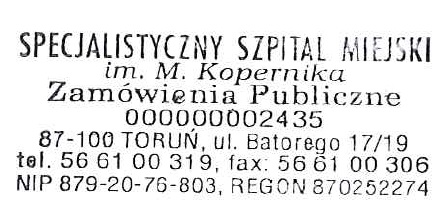 SPECJALISTYCZNY SZPITAL MIEJSKI
im. M. Kopernika
Zamówienia Publiczne
000000002435
87-100 TORUŃ, ul. Batorego 17/19
tel. 56 61 00 319, fax: 56 61 00 306
NIP 879-20-76-803, REGON 870252274